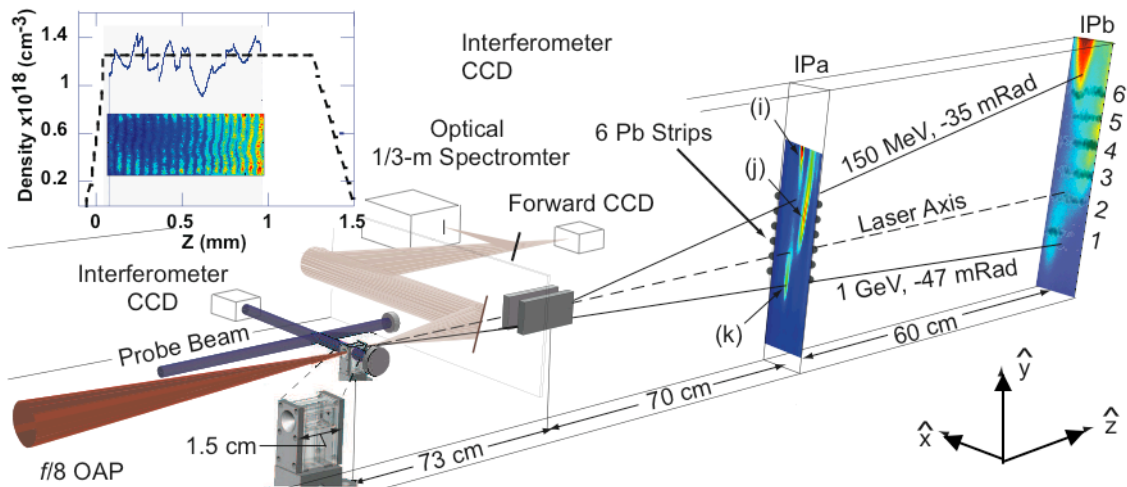 Density x10^18 (cm^-3)
1.4
1
0.6
0.2
0
0.5
1
1.5
Z (mm)
Interferometer
CCD
Optical
1/3-m Spectromter
Forward CCD
6 Pb Strips
IPa
(i)
(j)
(k)
IPb
6
5
4
3
2
1
150 MeV, -35 mRad
Laser Axis
1 GeV, -47 mRad
Interferometer
CCD
Probe Beam
f/8 OAP
1.5 cm
73 cm
70 cm
60 cm
ŷ
x̂
ẑ